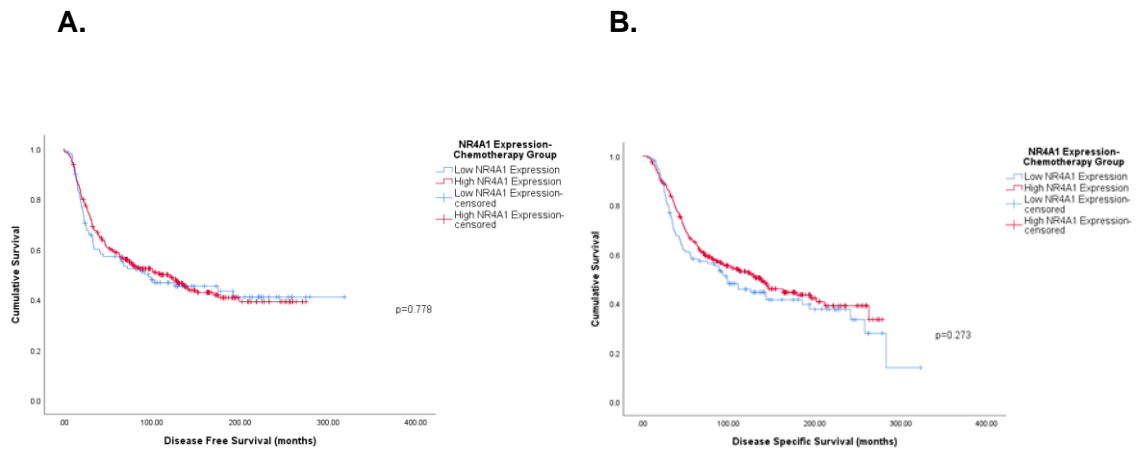 A.
B.
NR4A1 Expression-
Chemotherapy Group
Low NR4A1 Expression
High NR4A1 Expression
Low NR4A1 Expression-
censored
High NR4A1 Expression-
censored
1.0
0.8
0.6
0.4
0.2
0.0
Cumulative Survival
p=0.778
.00
100.00
200.00
300.00
400.00
Disease Free Survival (months)
NR4A1 Expression-
Chemotherapy Group
Low NR4A1 Expression
High NR4A1 Expression
Low NR4A1 Expression-
censored
High NR4A1 Expression-
censored
1.0
0.8
0.6
0.4
0.2
0.0
Cumulative Survival
p=0.273
.00
100.00
200.00
300.00
400.00
Disease Specific Survival (months)